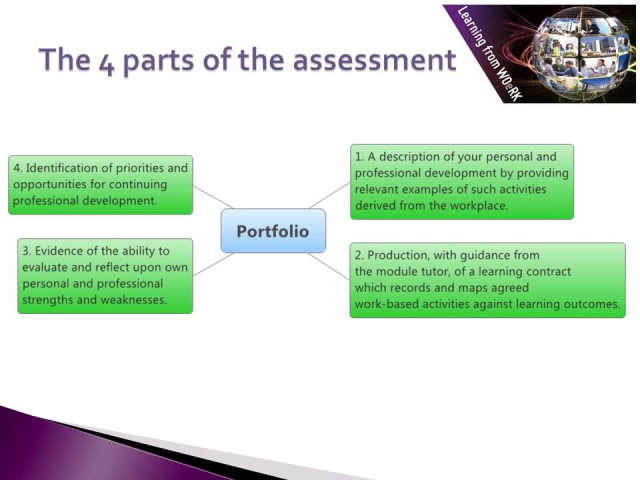 The 4 parts of the assessment
Learning from WOeRK
4. Identification of priorities and
opportunities for continuing
professional development.
1. A description of your personal and
professional development by providing
relevant examples of such activities
derived from the workplace.
Portfolio
3. Evidence of the ability to
evaluate and reflect upon own
personal and professional
strengths and weaknesses.
2. Production, with guidance from
the module tutor, of a learning contract
which records and maps agreed
work-based activities against learning outcomes.